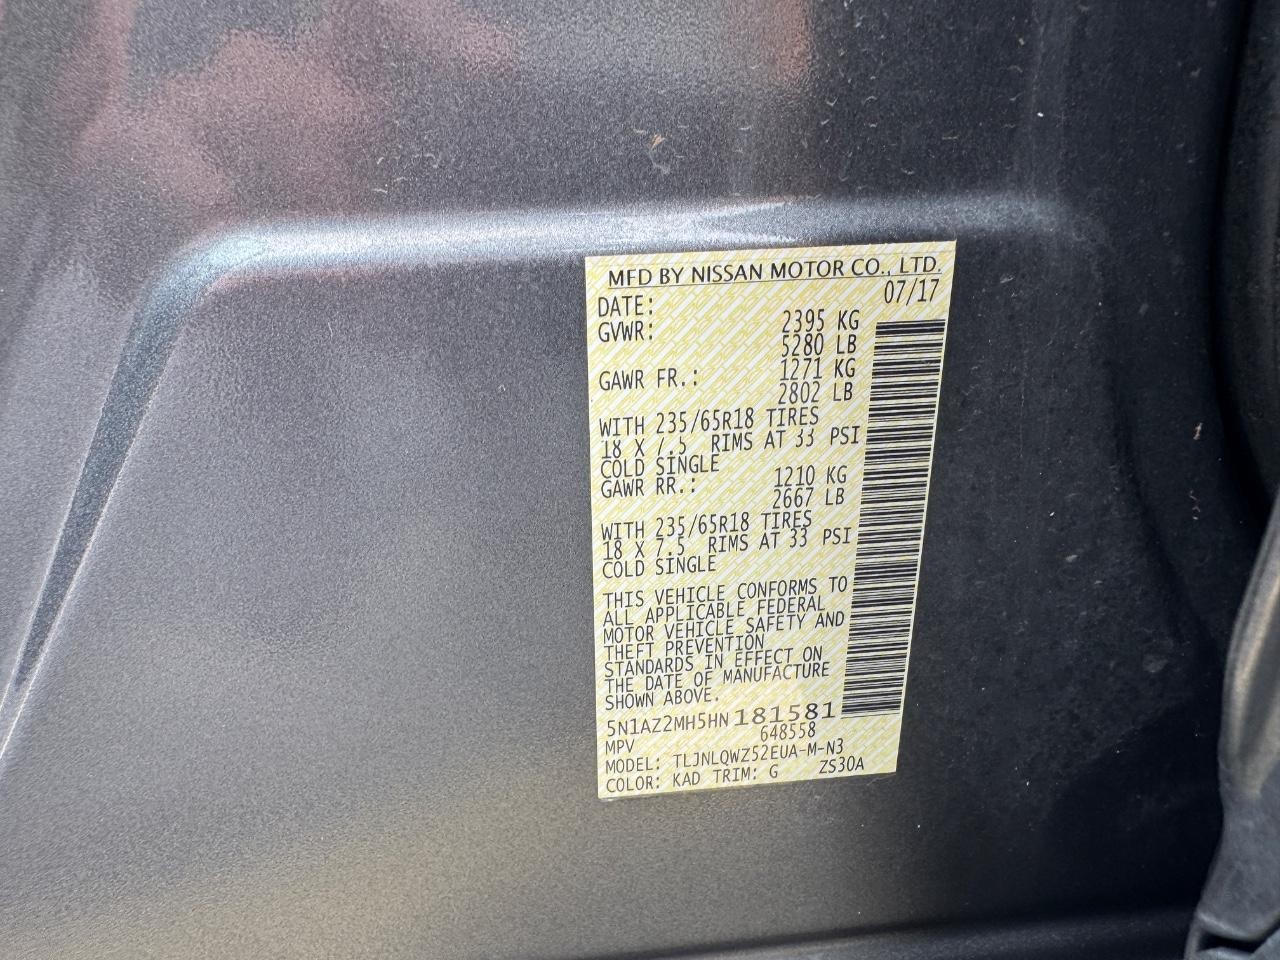 MFD BY NISSAN MOTOR CO., LTD.
DATE: 07/17
GVWR: 2395 KG
5280 LB
GAWR FR.: 1271 KG
2802 LB
WITH 235/65R18 TIRES
18 X 7.5 RIMS AT 33 PSI
COLD SINGLE
GAWR RR.: 1210 KG
2667 LB
WITH 235/65R18 TIRES
18 X 7.5 RIMS AT 33 PSI
COLD SINGLE
THIS VEHICLE CONFORMS TO
ALL APPLICABLE FEDERAL
MOTOR VEHICLE SAFETY AND
THEFT PREVENTION
STANDARDS IN EFFECT ON
THE DATE OF MANUFACTURE
SHOWN ABOVE.
5N1AZ2MH5HN181581
MPV 648558
MODEL: TLJNLQWZ52EUA-M-N3
COLOR: KAD TRIM: G ZS30A